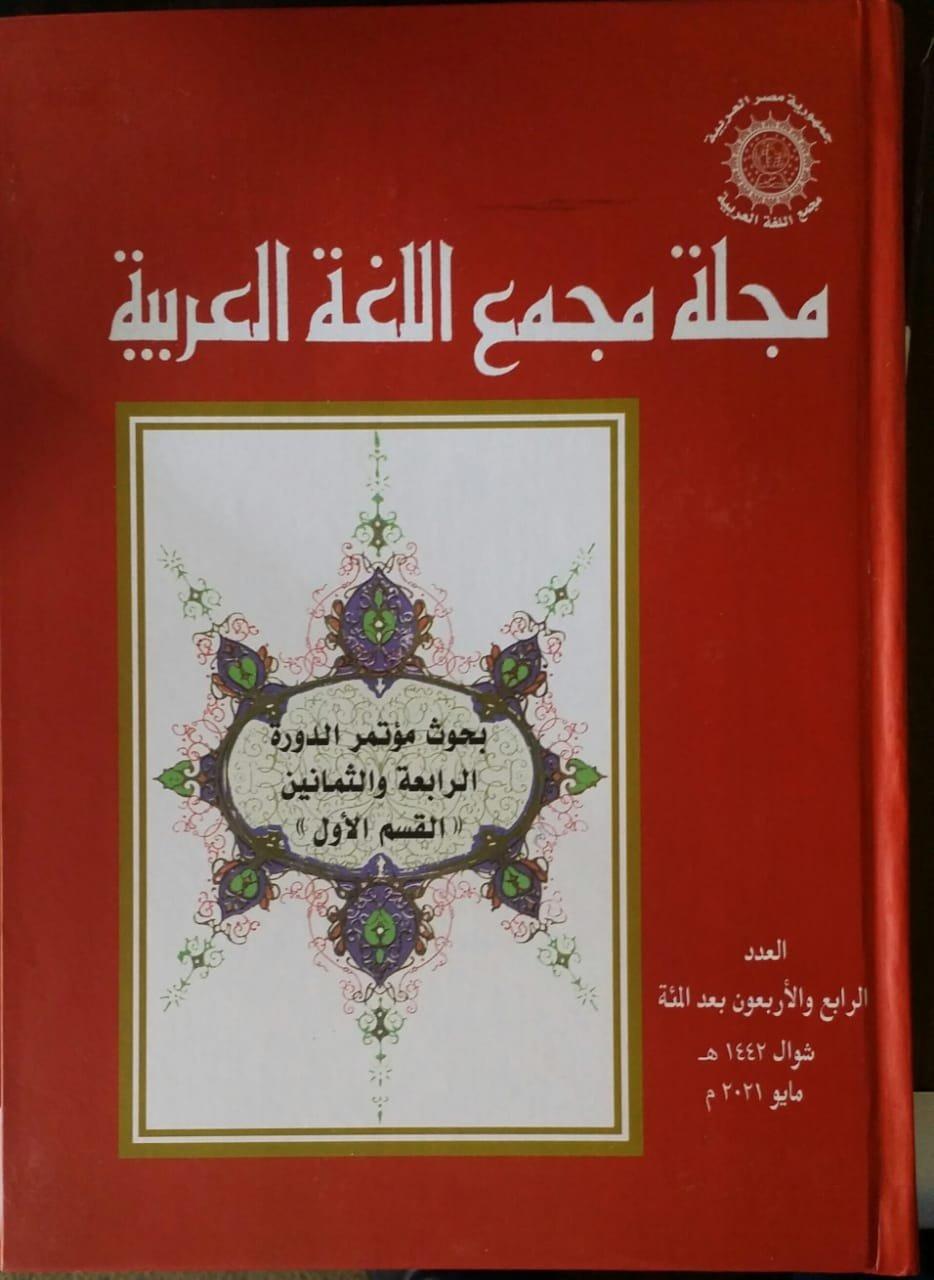 جمهورية مصر العربية
مجمع اللغة العربية
مجلة مجمع اللغة العربية
بحوث مؤتمر الدورة
الرابعة والثمانين
«القسم الأول»
العدد
الرابع والأربعون بعد المئة
شوال ١٤٤٢ هـ
مايو ٢٠٢١ م